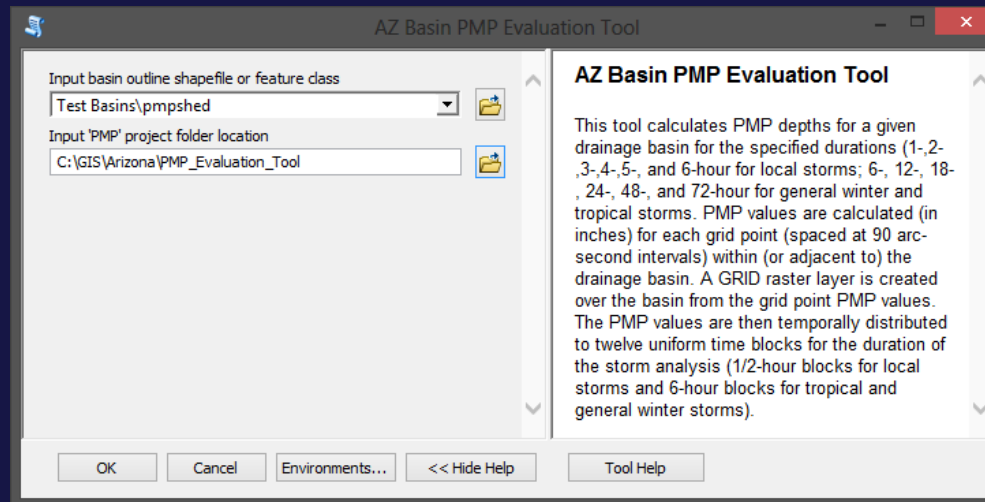 AZ Basin PMP Evaluation Tool
Input basin outline shapefile or feature class
Test Basins\pmpshed
Input 'PMP' project folder location
C:\GIS\Arizona\PMP_Evaluation_Tool
AZ Basin PMP Evaluation Tool
This tool calculates PMP depths for a given
drainage basin for the specified durations (1-,2-
,3-,4-,5-, and 6-hour for local storms; 6-, 12-, 18-
, 24-, 48-, and 72-hour for general winter and
tropical storms. PMP values are calculated (in
inches) for each grid point (spaced at 90 arc-
second intervals) within (or adjacent to) the
drainage basin. A GRID raster layer is created
over the basin from the grid point PMP values.
The PMP values are then temporally distributed
to twelve uniform time blocks for the duration of
the storm analysis (1/2-hour blocks for local
storms and 6-hour blocks for tropical and
general winter storms).
OK Cancel Environments... << Hide Help Tool Help